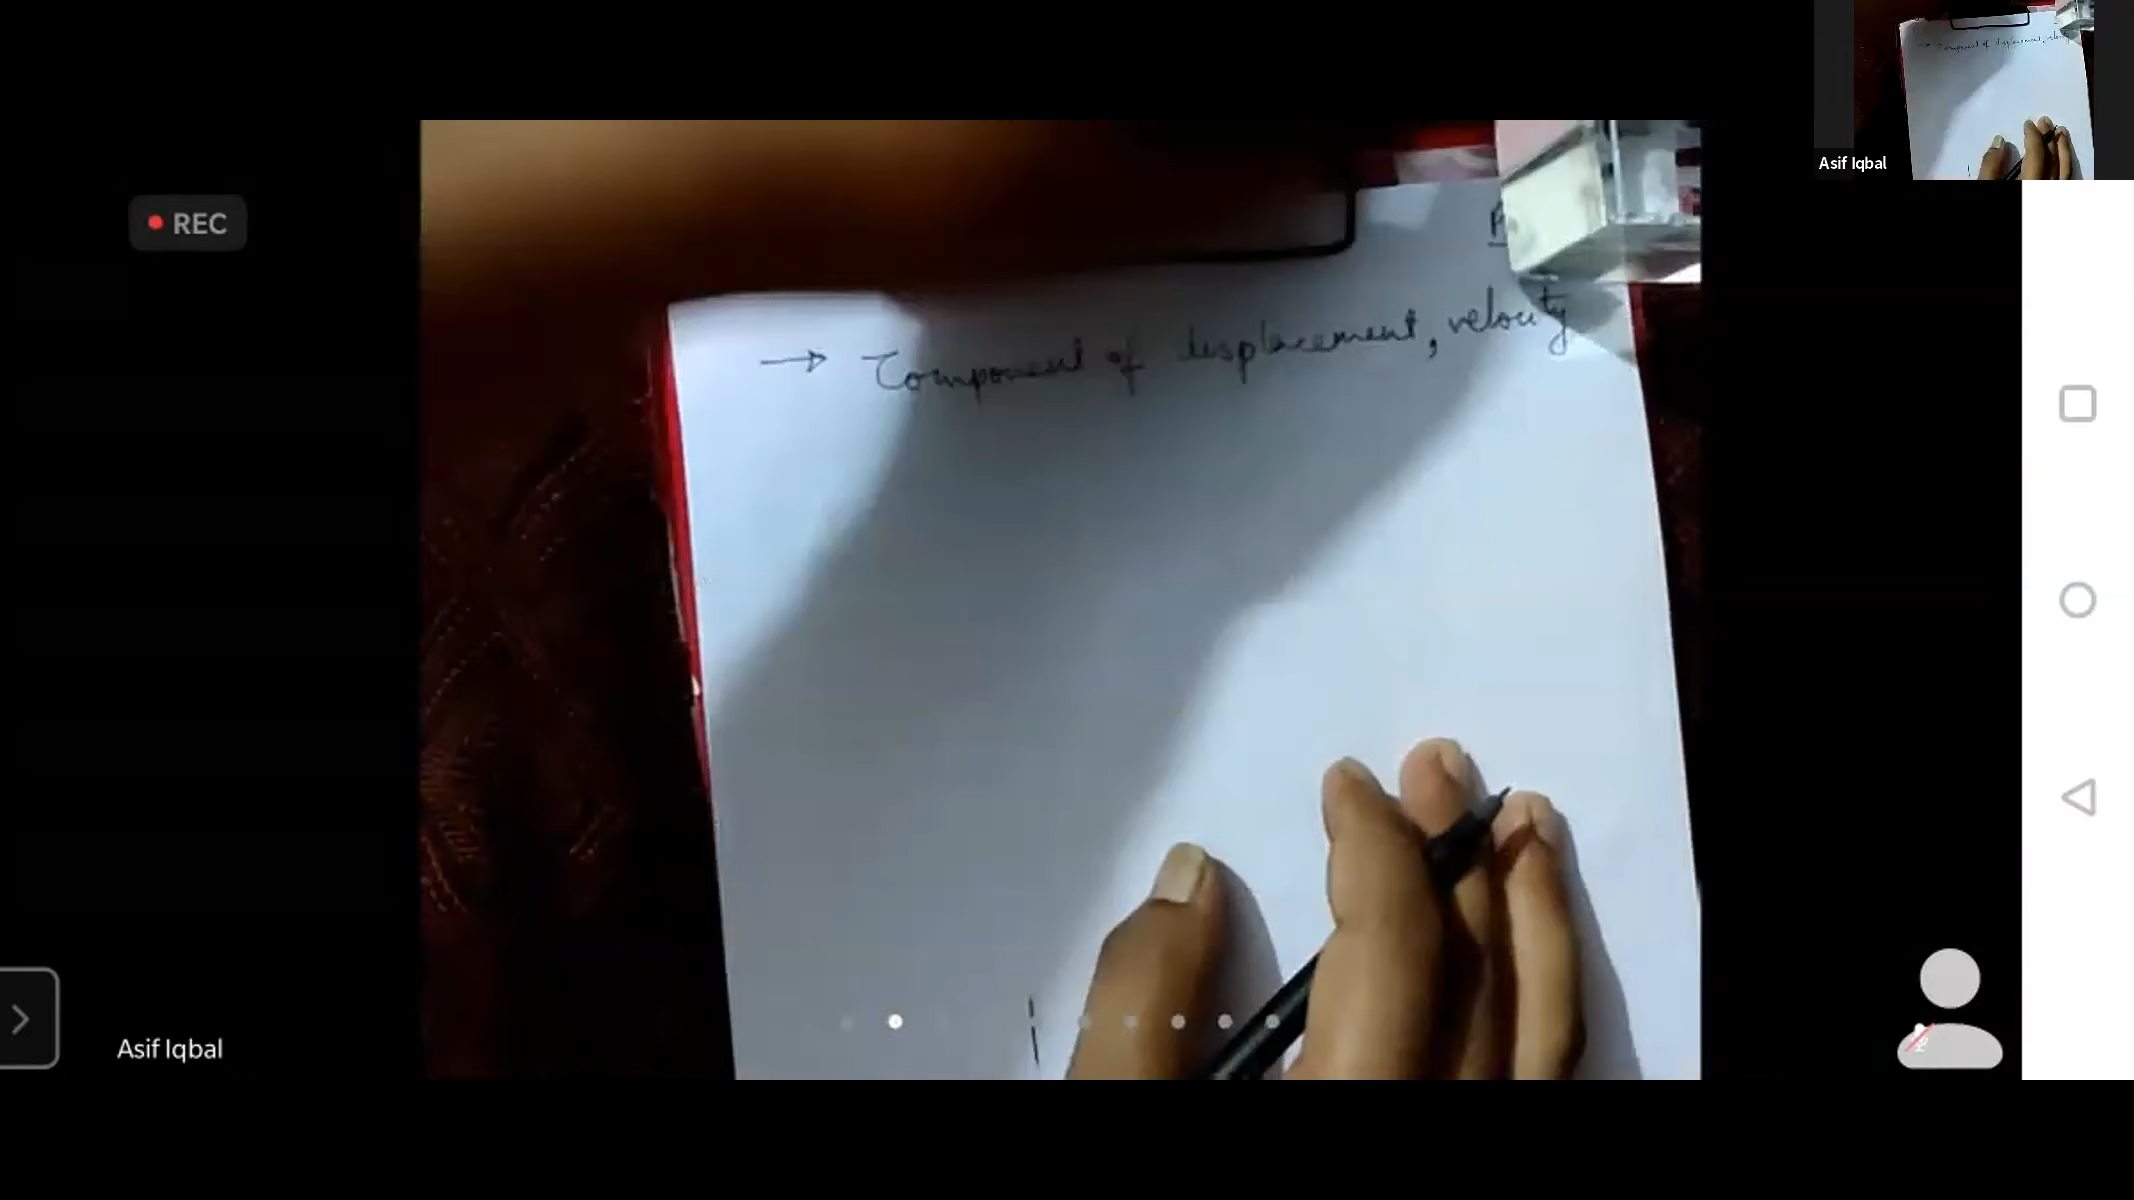 Asif Iqbal
REC
→ Component of displacement, velocity
Asif Iqbal